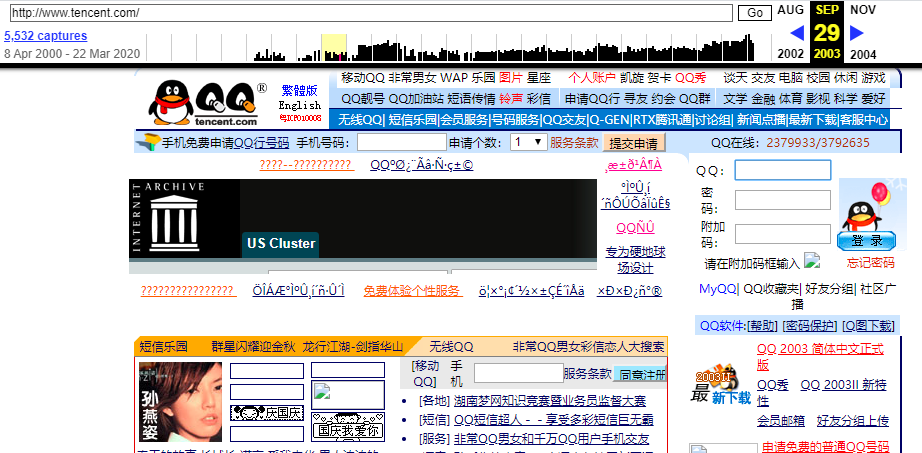 http://www.tencent.com/ Go AUG SEP NOV
5,532 captures 29
8 Apr 2000 - 22 Mar 2020 2002 2003 2004
QQ® tencent.com 繁體版 English 粤ICP010008
移动QQ 非常男女 WAP 乐园 图片 星座 个人账户 凯旋 贺卡 QQ秀 谈天 交友 电脑 校园 休闲 游戏
QQ靓号 QQ加油站 短语传情 铃声 彩信 申请QQ行 寻友 约会 QQ群 文学 金融 体育 影视 科学 爱好
无线QQ| 短信乐园|会员服务|号码服务|QQ交友|Q-GEN|RTX腾讯通|讨论组| 新闻点播|最新下载|客服中心
手机免费申请QQ行号码 手机号码： 申请个数： 1 服务条款 提交申请 QQ在线： 2379933/3792635
????--?????????? QQºØ¿¨Ãâ·Ñ·ç±©
INTERNET ARCHIVE
US Cluster
QQÑÛ
专为硬地球
场设计
QQ：
密
码：
附加
码：
登 录
请在附加码框输入
忘记密码
???????????????? 免费体验个性服务
MyQQ| QQ收藏夹| 好友分组| 社区广
播
QQ软件:[帮助] [密码保护] [Q图下载]
短信乐园 群星闪耀迎金秋 龙行江湖-剑指华山 无线QQ 非常QQ男女彩信恋人大搜索
孙
燕
姿
庆国庆
国庆我爱你
[移动
QQ] 手
机 服务条款 同意注册
• [各地] 湖南梦网知识竞赛暨业务员监督大赛
• [短信] QQ短信超人－－享受多彩短信巨无霸
• [服务] 非常QQ男女和千万QQ用户手机交友
2003II
最新下载
QQ 2003 简体中文正式
版
QQ秀 QQ 2003II 新特
性
会员邮箱 好友分组上传
申请免费的普通QQ号码